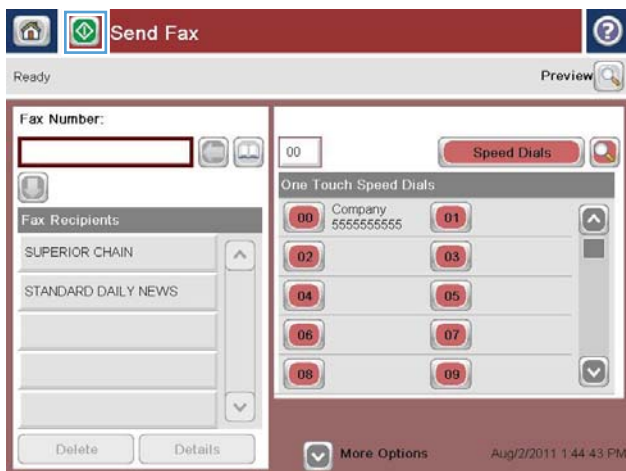 Send Fax
Ready
Preview
Fax Number:
00
Speed Dials
One Touch Speed Dials
Fax Recipients
00 Company 5555555555 01
SUPERIOR CHAIN
02 03
STANDARD DAILY NEWS
04 05
06 07
08 09
Delete Details
More Options
Aug/2/2011 1:44:43 PM